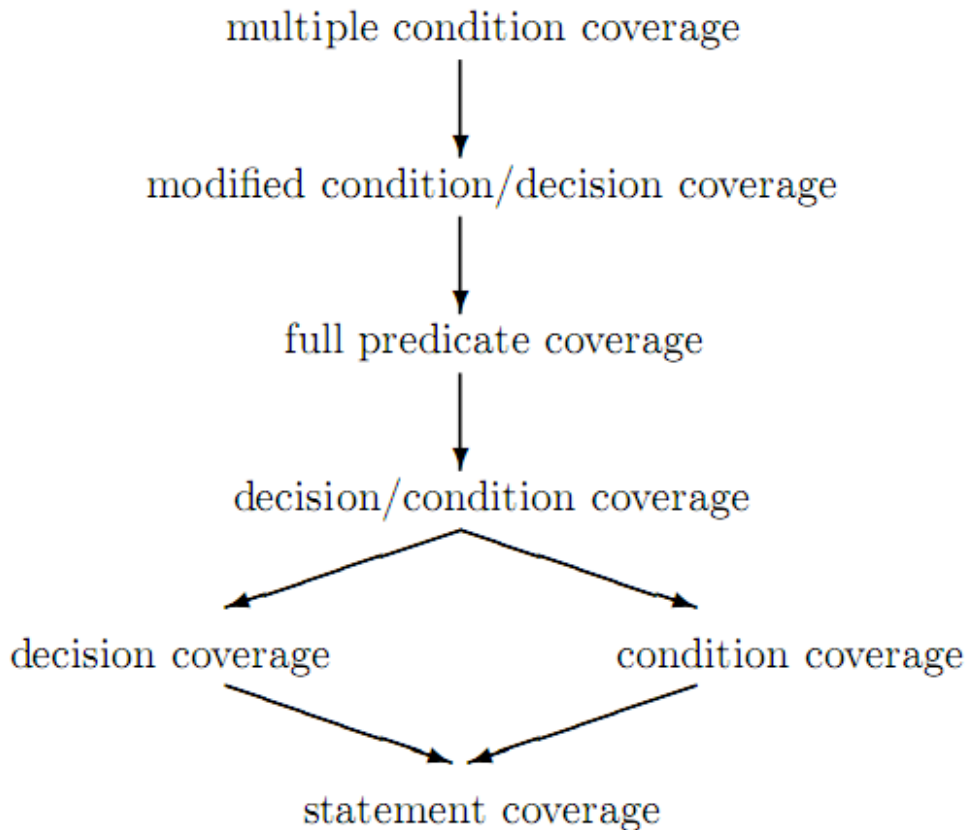 multiple condition coverage
modified condition/decision coverage
full predicate coverage
decision/condition coverage
decision coverage
condition coverage
statement coverage